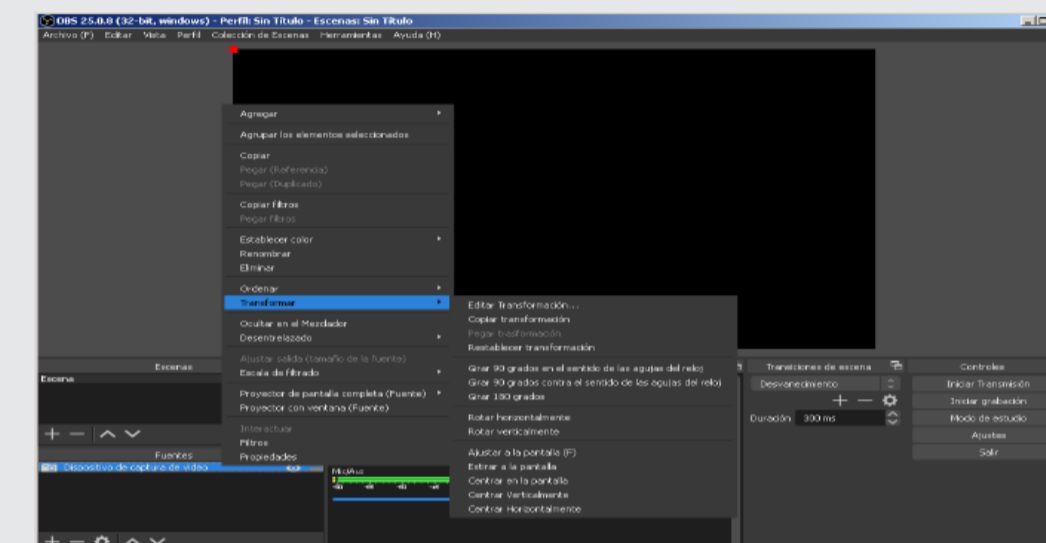 OBS 25.0.8 (32-bit, windows) - Perfil: Sin Título - Escenas: Sin Título
Archivo (F) Editar Vista Perfil Colección de Escenas Herramientas Ayuda (H)
Agregar
Agrupar los elementos seleccionados
Copiar
Pegar (Referencia)
Pegar (Duplicado)
Copiar filtros
Pegar filtros
Establecer color
Renombrar
Eliminar
Ordenar
Transformar
Ocultar en el Mezclador
Desentrelazado
Ajustar salida (tamaño de la fuente)
Escala de filtrado
Proyector de pantalla completa (Fuente)
Proyector con ventana (Fuente)
Interactuar
Filtros
Propiedades
Editar Transformación...
Copiar transformación
Pegar trasformación
Restablecer transformación
Girar 90 grados en el sentido de las agujas del reloj
Girar 90 grados contra el sentido de las agujas del reloj
Girar 180 grados
Rotar horizontalmente
Rotar verticalmente
Ajustar a la pantalla (F)
Estirar a la pantalla
Centrar en la pantalla
Centrar Verticalmente
Centrar Horizontalmente
Escenas
Escena
Fuentes
Dispositivo de captura de video
Mic/Aux
Transiciones de escena
Desvanecimiento
Duración 300 ms
Controles
Iniciar Transmisión
Iniciar grabación
Modo de estudio
Ajustes
Salir